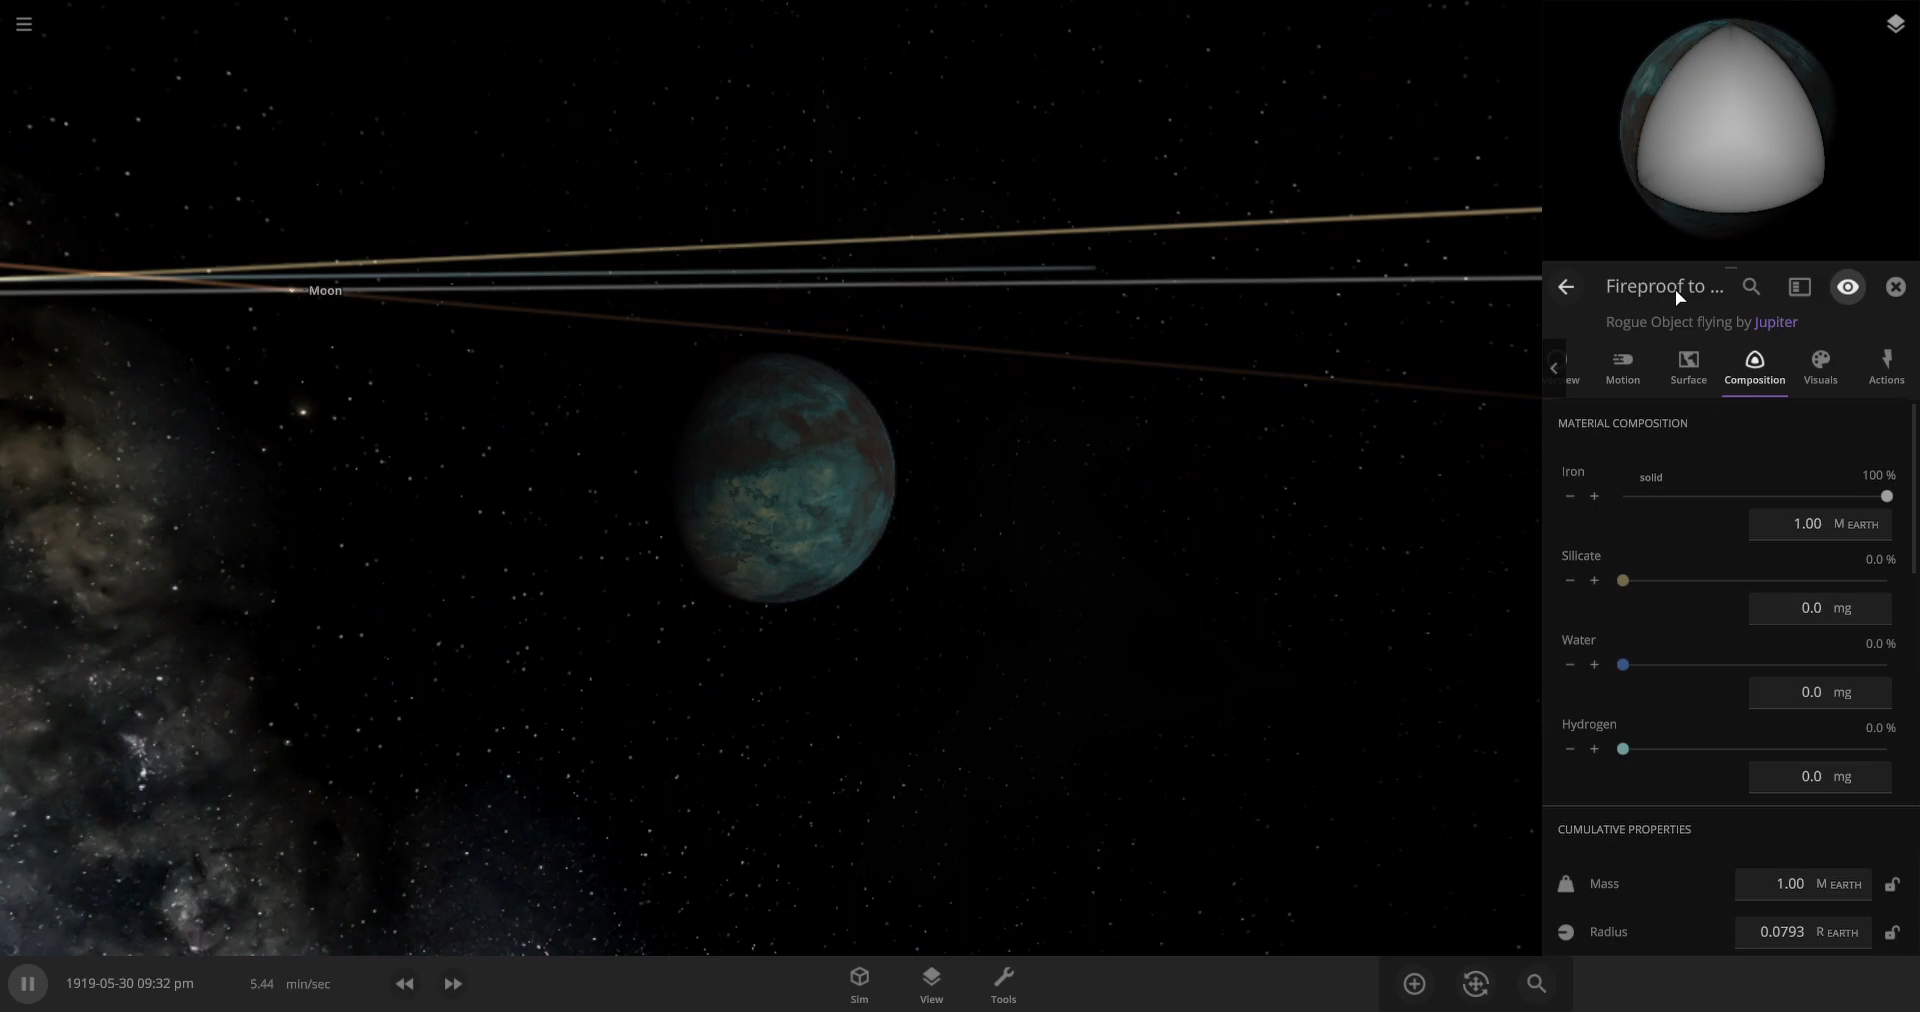 Moon
Fireproof to ...
Rogue Object flying by Jupiter
Motion
Surface
Composition
Visuals
Actions
MATERIAL COMPOSITION
Iron
solid
100 %
1.00 M EARTH
Silicate
0.0 %
0.0 mg
Water
0.0 %
0.0 mg
Hydrogen
0.0 %
0.0 mg
CUMULATIVE PROPERTIES
Mass
1.00 M EARTH
Radius
0.0793 R EARTH
1919-05-30 09:32 pm
5.44 min/sec
Sim
View
Tools